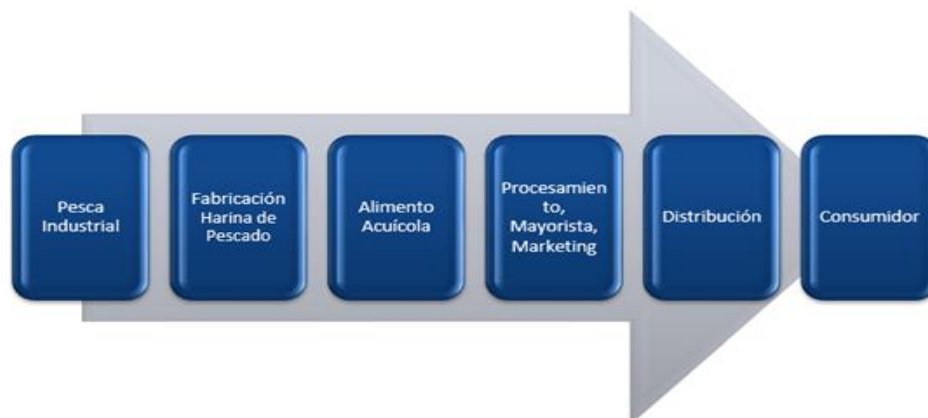 Pesca
Industrial
Fabricación
Harina de
Pescado
Alimento
Acuícola
Procesamien
to,
Mayorista,
Marketing
Distribución
Consumidor